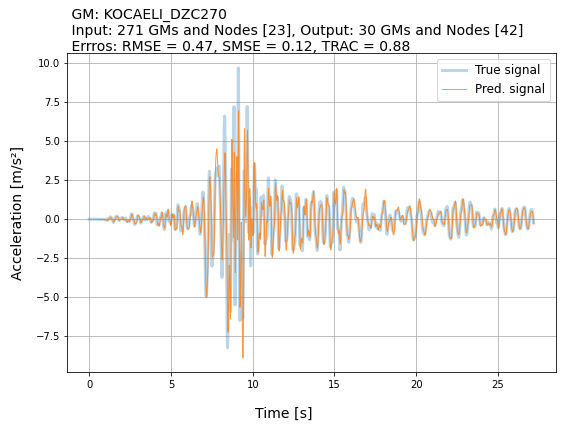 GM: KOCAELI_DZC270
Input: 271 GMs and Nodes [23], Output: 30 GMs and Nodes [42]
Erros: RMSE = 0.47, SMSE = 0.12, TRAC = 0.88
True signal
Pred. signal
10.0
7.5
5.0
2.5
0.0
−2.5
−5.0
−7.5
Acceleration [m/s²]
0 5 10 15 20 25
Time [s]